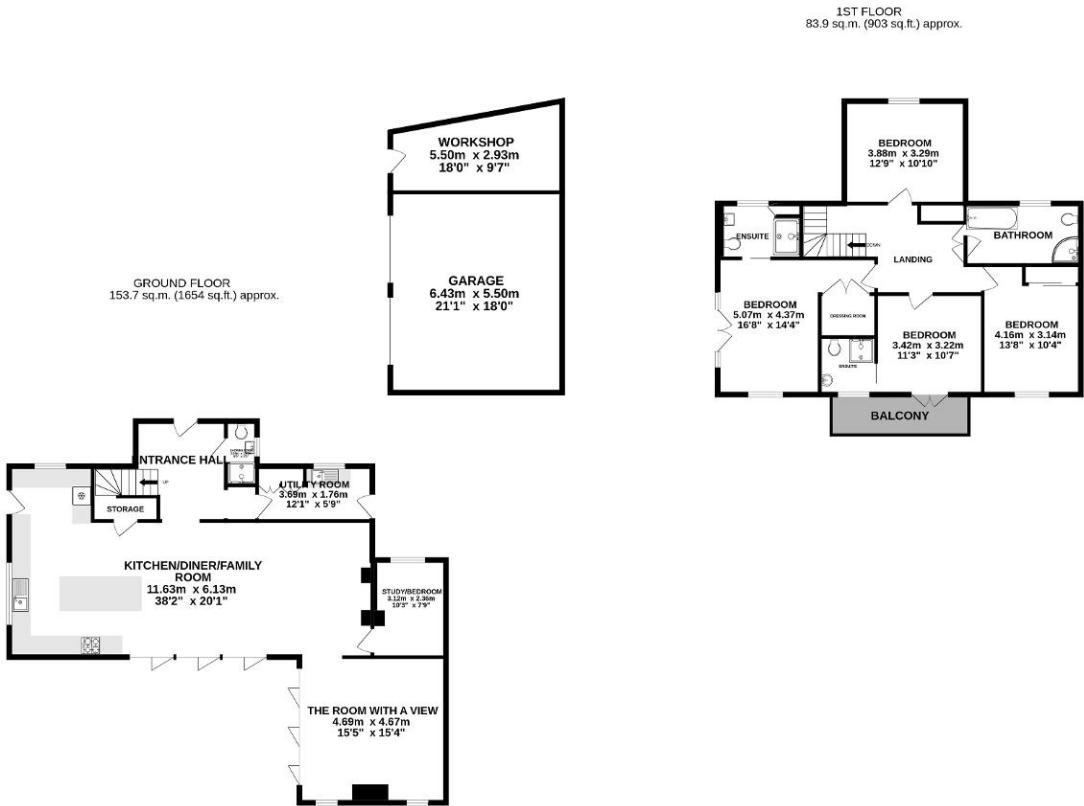 1ST FLOOR
83.9 sq.m. (903 sq.ft.) approx.
GROUND FLOOR
153.7 sq.m. (1654 sq.ft.) approx.
WORKSHOP
5.50m x 2.93m
18'0" x 9'7"
GARAGE
6.43m x 5.50m
21'1" x 18'0"
ENTRANCE HALL
UP
STORAGE
UTILITY ROOM
3.69m x 1.76m
12'1" x 5'9"
KITCHEN/DINER/FAMILY
ROOM
11.63m x 6.13m
38'2" x 20'1"
STUDY/BEDROOM
3.12m x 2.36m
10'3" x 7'9"
THE ROOM WITH A VIEW
4.69m x 4.67m
15'5" x 15'4"
BEDROOM
3.88m x 3.29m
12'9" x 10'10"
ENSUITE
DOWN
LANDING
BATHROOM
BEDROOM
5.07m x 4.37m
16'8" x 14'4"
DRESSING ROOM
ENSUITE
BEDROOM
3.42m x 3.22m
11'3" x 10'7"
BEDROOM
4.16m x 3.14m
13'8" x 10'4"
BALCONY